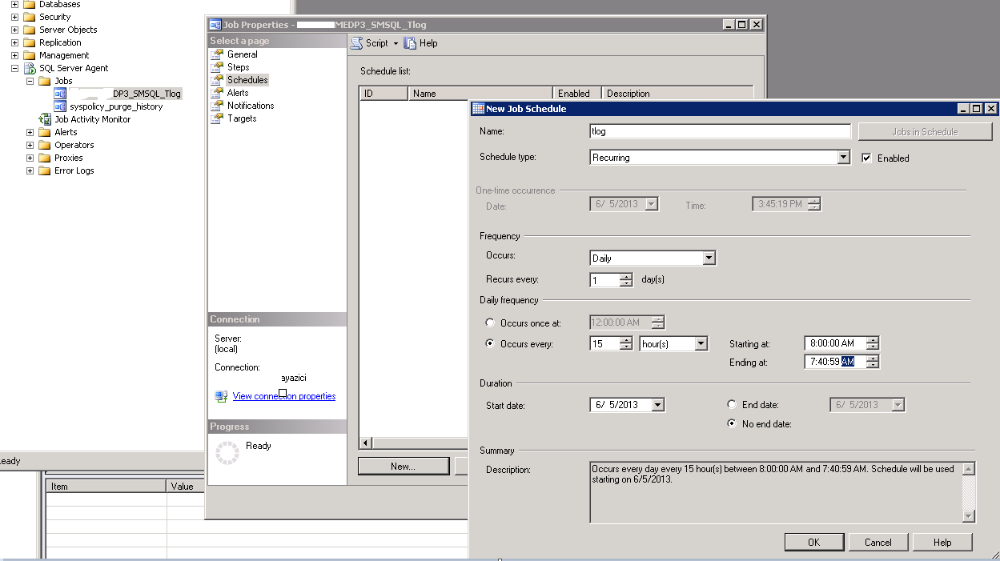 Databases
Security
Server Objects
Replication
Management
SQL Server Agent
Jobs
DP3_SMSQL_Tlog
syspolicy_purge_history
Job Activity Monitor
Alerts
Operators
Proxies
Error Logs
eady
Item Value
Job Properties - MEDP3_SMSQL_Tlog
Select a page
General
Steps
Schedules
Alerts
Notifications
Targets
Connection
Server:
(local)
Connection:
ayazici
View connection properties
Progress
Ready
Script Help
Schedule list:
ID Name Enabled Description
New...
New Job Schedule
Name: tlog Jobs in Schedule
Schedule type: Recurring Enabled
One-time occurrence
Date: 6/ 5/2013 Time: 3:45:19 PM
Frequency
Occurs: Daily
Recurs every: 1 day(s)
Daily frequency
Occurs once at: 12:00:00 AM
Occurs every: 15 hour(s) Starting at: 8:00:00 AM
Ending at: 7:40:59 AM
Duration
Start date: 6/ 5/2013 End date: 6/ 5/2013
No end date:
Summary
Description: Occurs every day every 15 hour(s) between 8:00:00 AM and 7:40:59 AM. Schedule will be used
starting on 6/5/2013.
OK Cancel Help